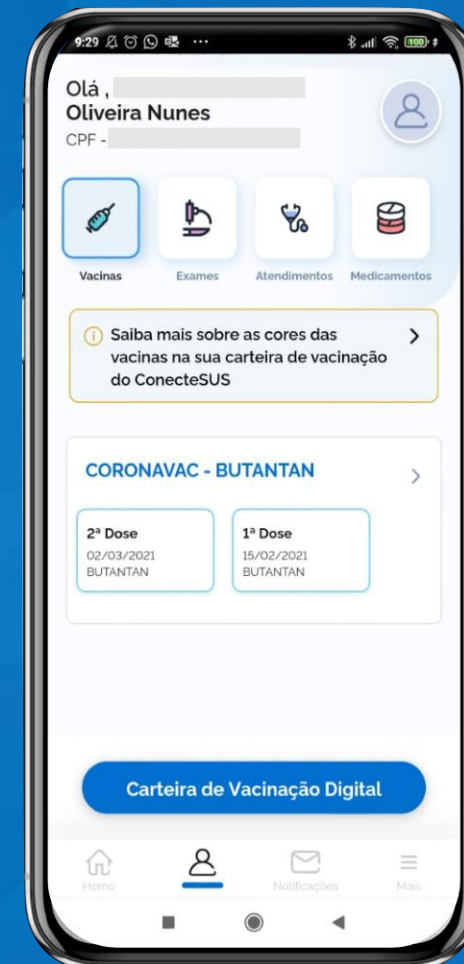 9:29
100
Olá ,
Oliveira Nunes
CPF -
Vacinas
Exames
Atendimentos
Medicamentos
Saiba mais sobre as cores das
vacinas na sua carteira de vacinação
do ConecteSUS
CORONAVAC - BUTANTAN
2ª Dose
02/03/2021
BUTANTAN
1ª Dose
15/02/2021
BUTANTAN
Carteira de Vacinação Digital
Home
Notificações
Mais